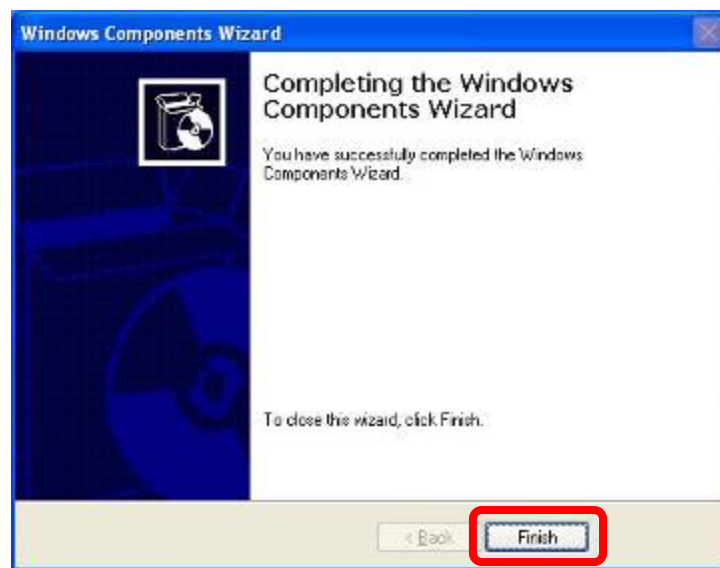 Windows Components Wizard
Completing the Windows
Components Wizard
You have successfully completed the Windows
Components Wizard.
To close this wizard, click Finish.
< Back
Finish